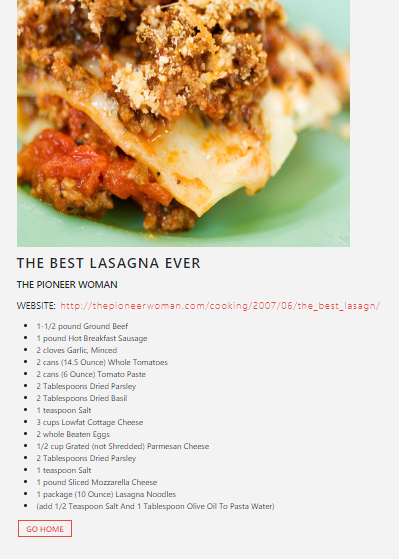 THE BEST LASAGNA EVER
THE PIONEER WOMAN
WEBSITE: http://thepioneerwoman.com/cooking/2007/06/the_best_lasagn/
1-1/2 pound Ground Beef
1 pound Hot Breakfast Sausage
2 cloves Garlic, Minced
2 cans (14.5 Ounce) Whole Tomatoes
2 cans (6 Ounce) Tomato Paste
2 Tablespoons Dried Parsley
2 Tablespoons Dried Basil
1 teaspoon Salt
3 cups Lowfat Cottage Cheese
2 whole Beaten Eggs
1/2 cup Grated (not Shredded) Parmesan Cheese
2 Tablespoons Dried Parsley
1 teaspoon Salt
1 pound Sliced Mozzarella Cheese
1 package (10 Ounce) Lasagna Noodles
(add 1/2 Teaspoon Salt And 1 Tablespoon Olive Oil To Pasta Water)
GO HOME